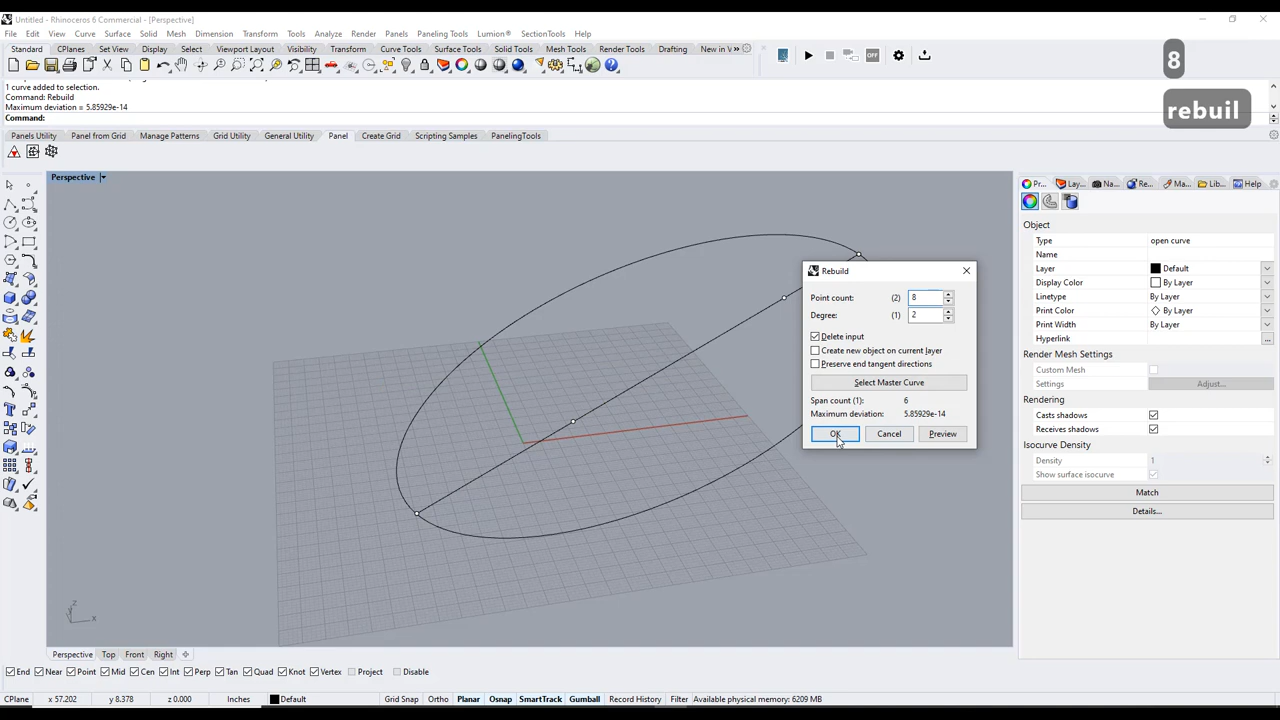 Untitled - Rhinoceros 6 Commercial - [Perspective]
File Edit View Curve Surface Solid Mesh Dimension Transform Tools Analyze Render Panels Paneling Tools Lumion® SectionTools Help
Standard CPlanes Set View Display Select Viewport Layout Visibility Transform Curve Tools Surface Tools Solid Tools Mesh Tools Render Tools Drafting New in V »
OFF
8
1 curve added to selection.
Command: Rebuild
Maximum deviation = 5.85929e-14
Command:
rebuil
Panels Utility Panel from Grid Manage Patterns Grid Utility General Utility Panel Create Grid Scripting Samples PanelingTools
Perspective
Pr... Lay... Na... Re... Ma... Lib... Help
Object
Type open curve
Name
Layer Default
Display Color By Layer
Linetype By Layer
Print Color By Layer
Print Width By Layer
Hyperlink ...
Render Mesh Settings
Custom Mesh
Settings Adjust...
Rendering
Casts shadows
Receives shadows
Isocurve Density
Density 1
Show surface isocurve
Match
Details...
Rebuild
Point count: (2) 8
Degree: (1) 2
Delete input
Create new object on current layer
Preserve end tangent directions
Select Master Curve
Span count (1): 6
Maximum deviation: 5.85929e-14
OK Cancel Preview
z
x
Perspective Top Front Right
End Near Point Mid Cen Int Perp Tan Quad Knot Vertex Project Disable
CPlane x 57.202 y 8.378 z 0.000 Inches Default Grid Snap Ortho Planar Osnap SmartTrack Gumball Record History Filter Available physical memory: 6209 MB